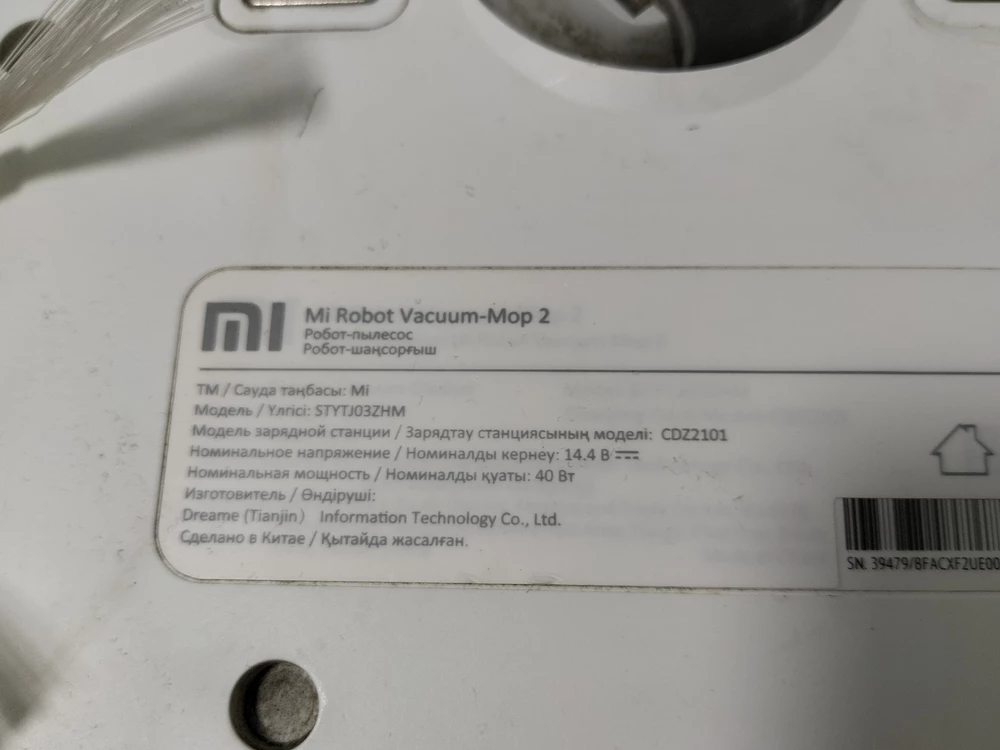 mi Mi Robot Vacuum-Mop 2
Робот-пылесос
Робот-шаңсорғыш
ТМ / Сауда таңбасы: Mi
Модель / Үлгісі: STYTJ03ZHM
Модель зарядной станции / Зарядтау станциясының моделі: CDZ2101
Номинальное напряжение / Номиналды кернеу: 14.4 В
Номинальная мощность / Номиналды қуаты: 40 Вт
Изготовитель / Өндіруші:
Dreame (Tianjin） Information Technology Co., Ltd.
Сделано в Китае / Қытайда жасалған.
SN: 39479/8FACXF2UE00